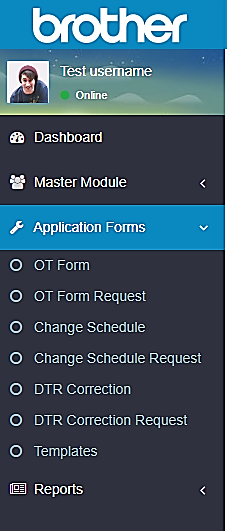 brother
Test username
Online
Dashboard
Master Module
Application Forms
OT Form
OT Form Request
Change Schedule
Change Schedule Request
DTR Correction
DTR Correction Request
Templates
Reports